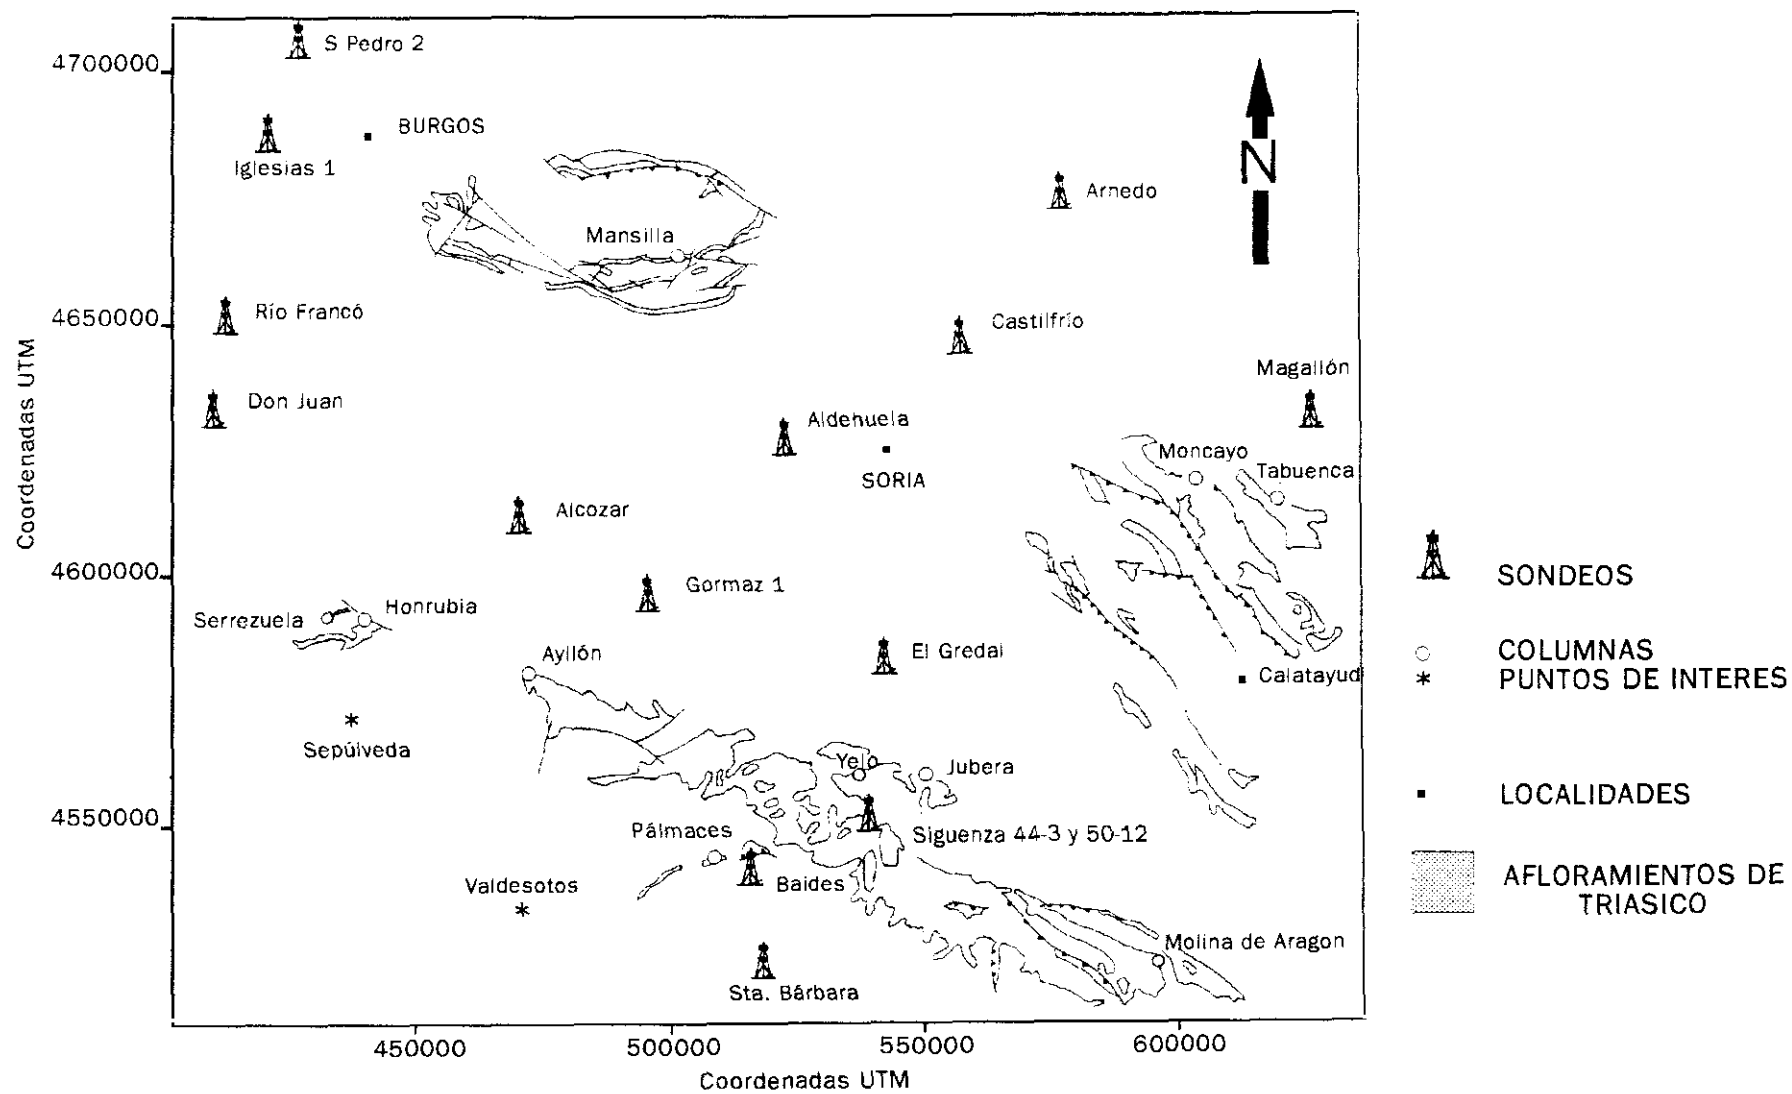 S Pedro 2
4700000
BURGOS
Iglesias 1
N
Arnedo
Mansilla
Río Francó
4650000
Castilfrío
Coordenadas UTM
Magallón
Don Juan
Aldehuela
Moncayo
Tabuenca
SORIA
Alcozar
4600000
SONDEOS
Gormaz 1
Honrubia
Serrezuela
Ayllón
El Gredal
COLUMNAS
Calatayud
PUNTOS DE INTERES
Sepúlveda
Yelo
Jubera
LOCALIDADES
4550000
Pálmaces
Siguenza 44-3 y 50-12
Valdesotos
Baides
AFLORAMIENTOS DE
TRIASICO
Molina de Aragon
Sta. Bárbara
450000
500000
550000
600000
Coordenadas UTM